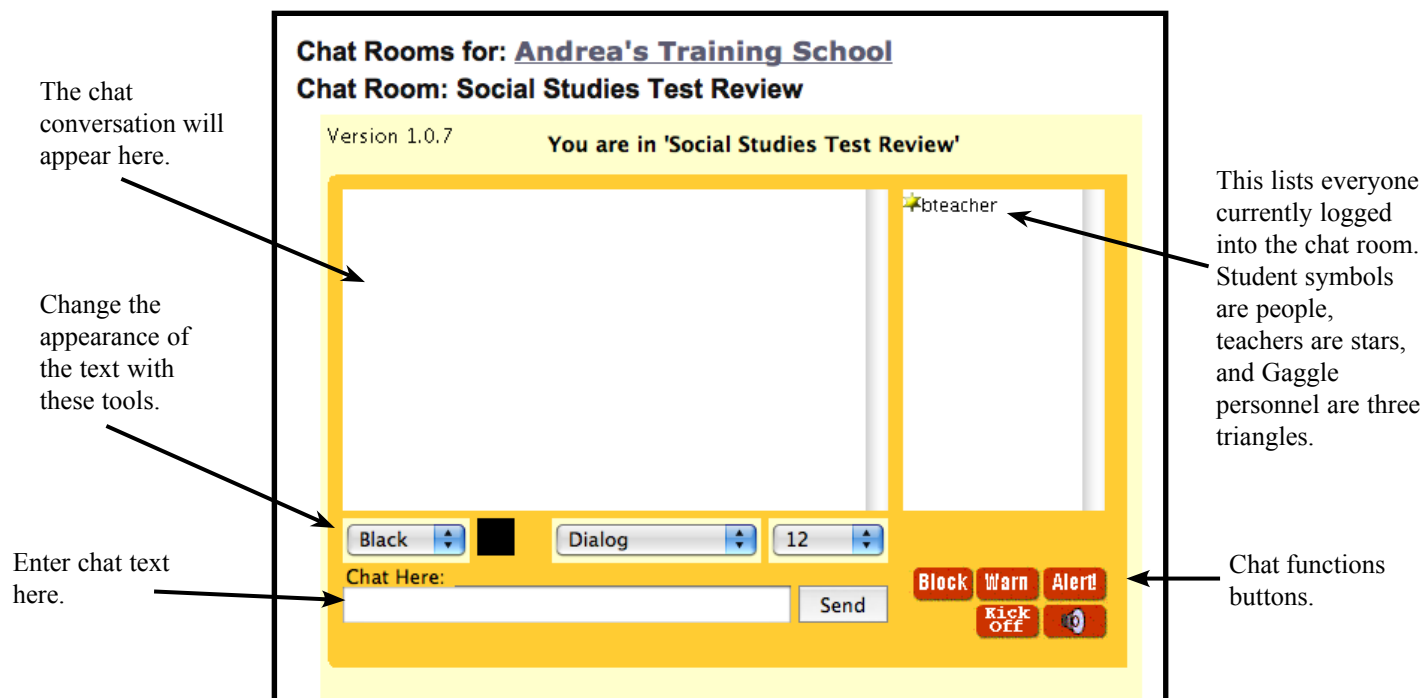 Chat Rooms for: Andrea's Training School
Chat Room: Social Studies Test Review
The chat
conversation will
appear here.
Version 1.0.7
You are in 'Social Studies Test Review'
bteacher
This lists everyone
currently logged
into the chat room.
Student symbols
are people,
teachers are stars,
and Gaggle
personnel are three
triangles.
Change the
appearance of
the text with
these tools.
Black
Dialog
12
Enter chat text
here.
Chat Here:
Send
Block
Warn
Alert!
Kick
Off
Chat functions
buttons.